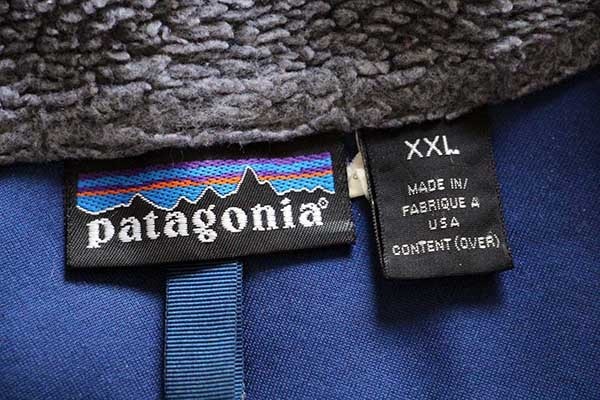 patagonia®
XXL
MADE IN/
FABRIQUE A
USA
CONTENT (OVER)